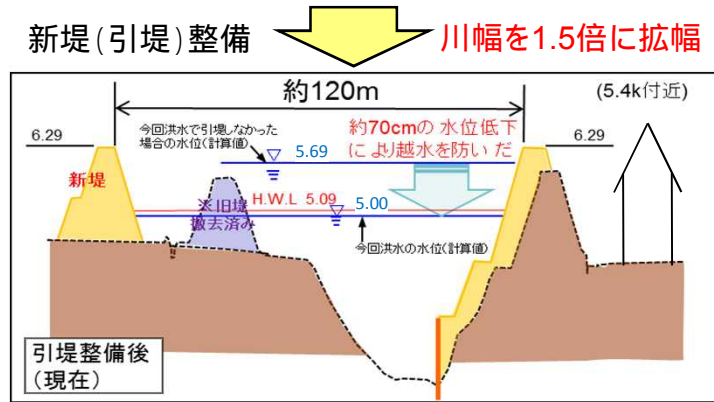 新堤(引堤)整備
川幅を1.5倍に拡幅
約120m
(5.4k付近)
6.29
今回洪水で引堤しなかった
場合の水位(計算値)
5.69
約70cmの 水位低下
により越水を防いだ
6.29
新堤
※旧堤
撤去済み
H.W.L 5.09
5.00
今回洪水の水位(計算値)
引堤整備後
(現在)